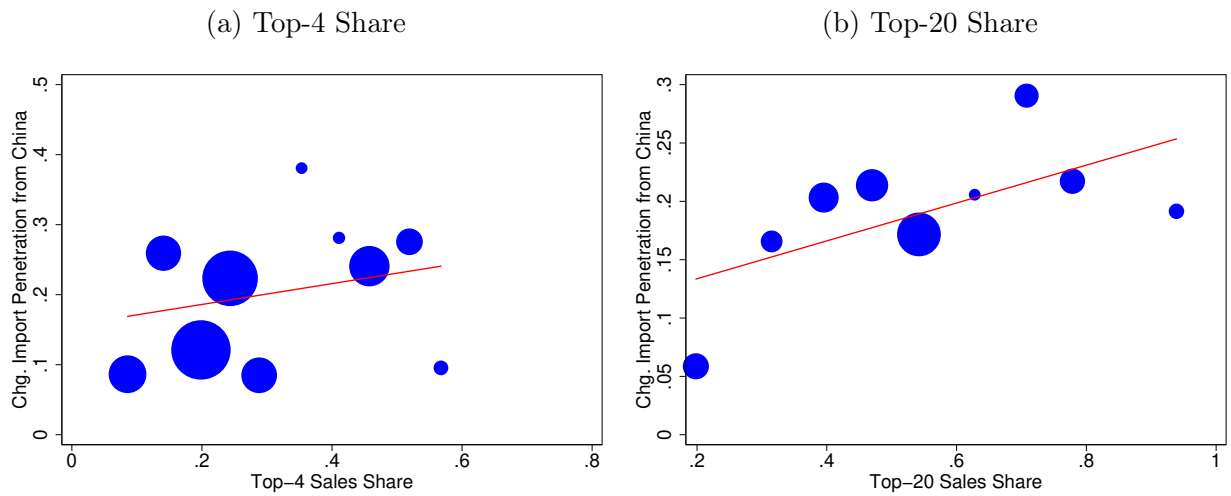 (a) Top-4 Share
Chg. Import Penetration from China
0 .1 .2 .3 .4 .5
0 .2 .4 .6 .8
Top−4 Sales Share
(b) Top-20 Share
Chg. Import Penetration from China
0 .05 .1 .15 .2 .25 .3
.2 .4 .6 .8 1
Top−20 Sales Share